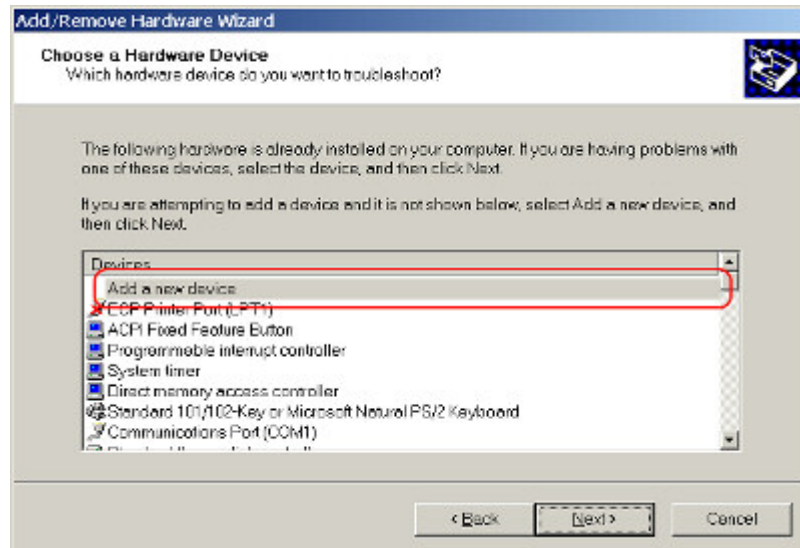 Add/Remove Hardware Wizard
Choose a Hardware Device
Which hardware device do you want to troubleshoot?
The following hardware is already installed on your computer. If you are having problems with
one of these devices, select the device, and then click Next.
If you are attempting to add a device and it is not shown below, select Add a new device, and
then click Next.
Devices
Add a new device
ECP Printer Port (LPT1)
ACPI Fixed Feature Button
Programmable interrupt controller
System timer
Direct memory access controller
Standard 101/102-Key or Microsoft Natural PS/2 Keyboard
Communications Port (COM1)
< Back
Next >
Cancel